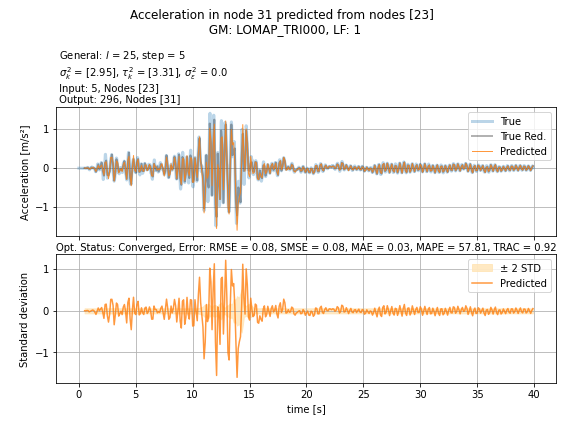 Acceleration in node 31 predicted from nodes [23]
GM: LOMAP_TRI000, LF: 1
General: l = 25, step = 5
σ_k^2 = [2.95], τ_k^2 = [3.31], σ_ε^2 = 0.0
Input: 5, Nodes [23]
Output: 296, Nodes [31]
Acceleration [m/s²]
1
0
−1
True
True Red.
Predicted
Opt. Status: Converged, Error: RMSE = 0.08, SMSE = 0.08, MAE = 0.03, MAPE = 57.81, TRAC = 0.92
Standard deviation
1
0
−1
± 2 STD
Predicted
0 5 10 15 20 25 30 35 40
time [s]